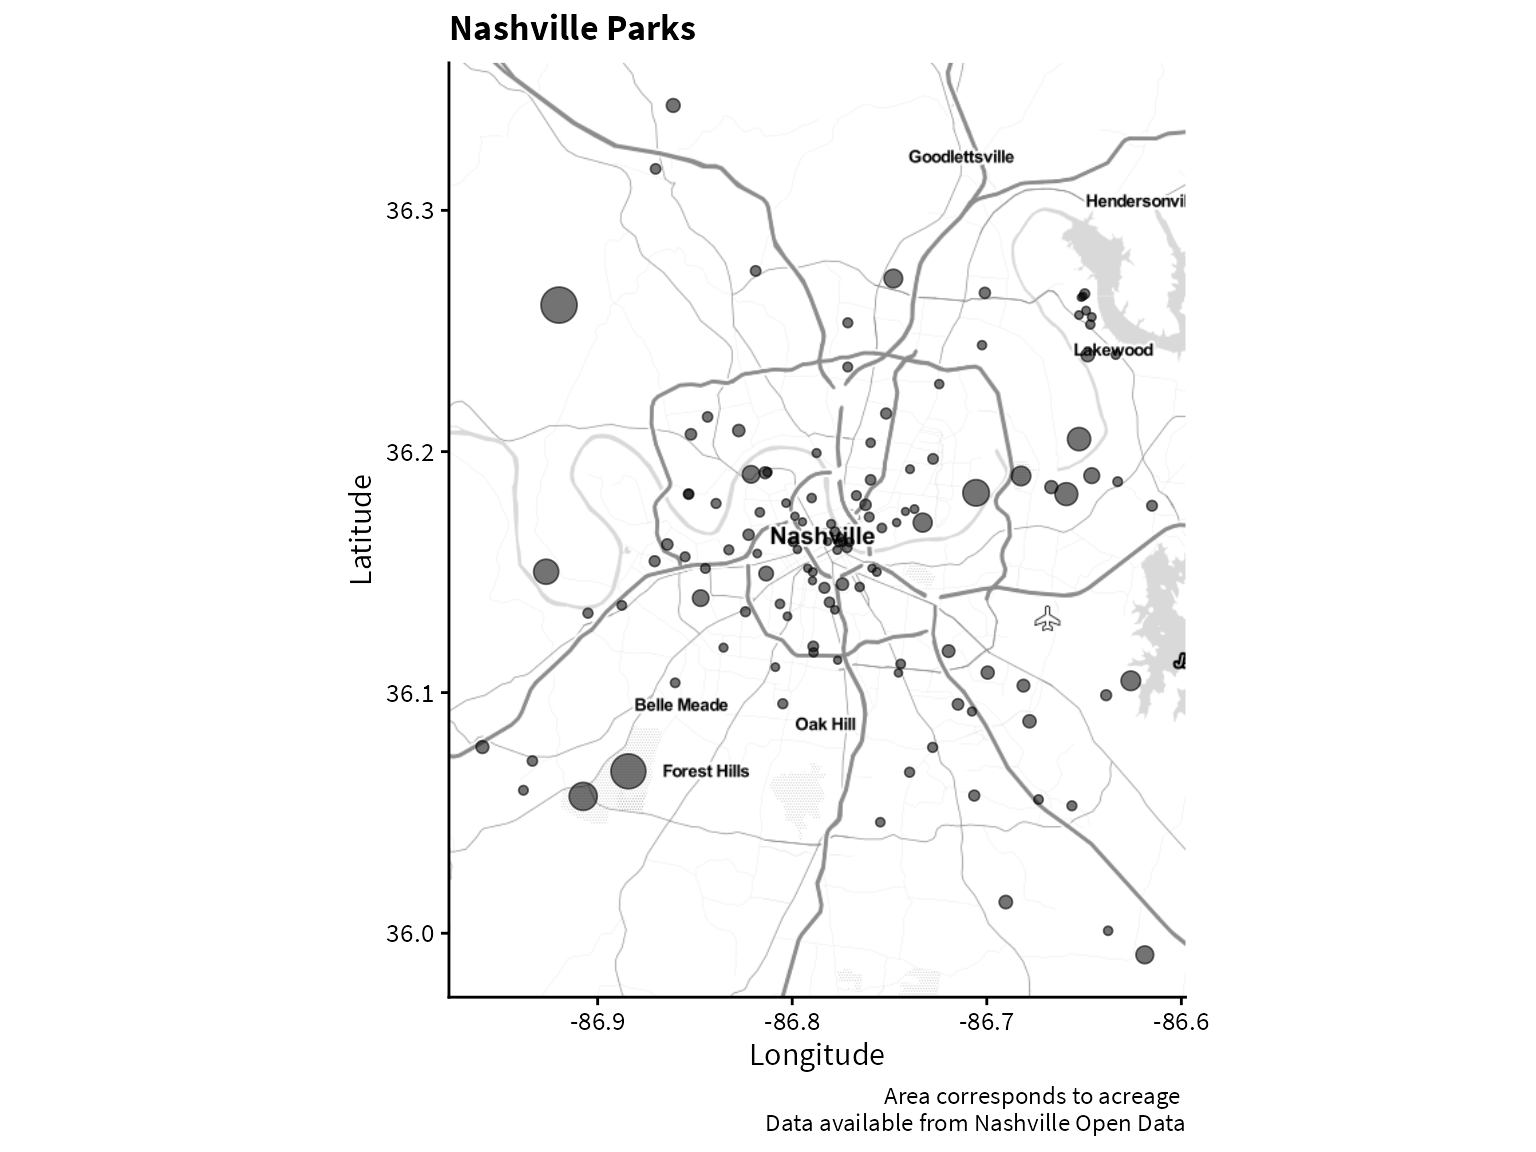 Nashville Parks
Goodlettsville
Hendersonvil
36.3
Lakewood
36.2
Nashville
Latitude
36.1
Belle Meade
Oak Hill
Forest Hills
36.0
-86.9
-86.8
-86.7
-86.6
Longitude
Area corresponds to acreage
Data available from Nashville Open Data